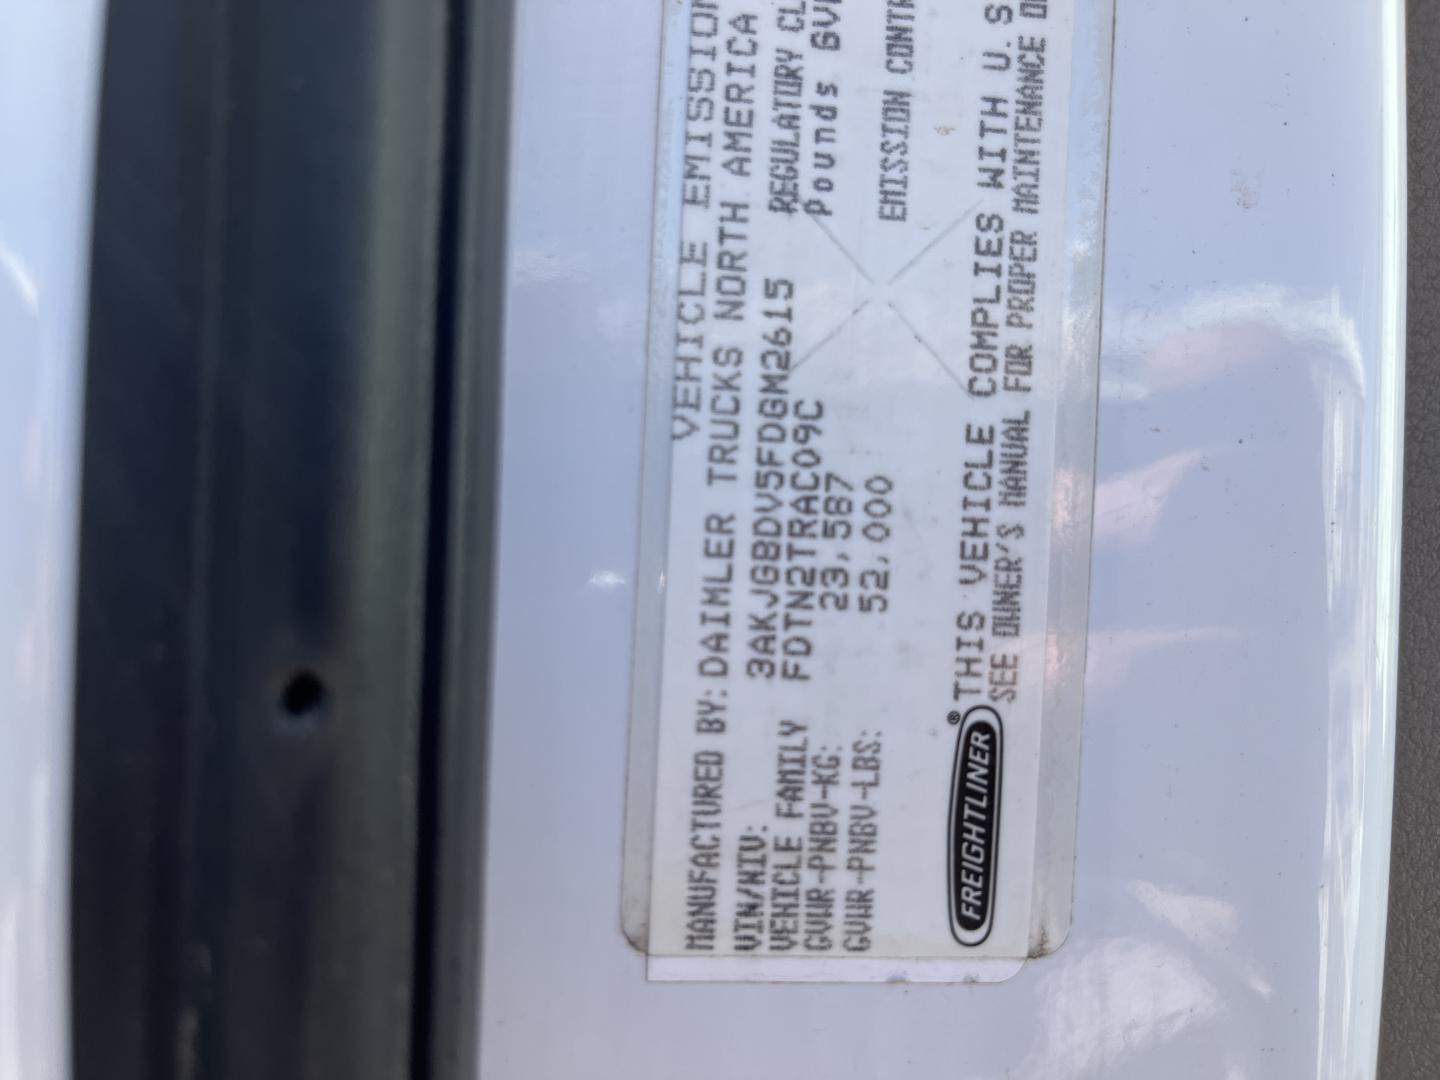 VEHICLE EMISSION
MANUFACTURED BY: DAIMLER TRUCKS NORTH AMERICA
VIN/NIV: 3AKJGBDV5FDGM2615
REGULATORY CL
VEHICLE FAMILY FDTN2TRAC09C
Pounds GV
GVWR-PNBV-KG: 23,587
GVWR-PNBV-LBS: 52,000
EMISSION CONTR
FREIGHTLINER®
THIS VEHICLE COMPLIES WITH U.S
SEE OWNER'S MANUAL FOR PROPER MAINTENANCE